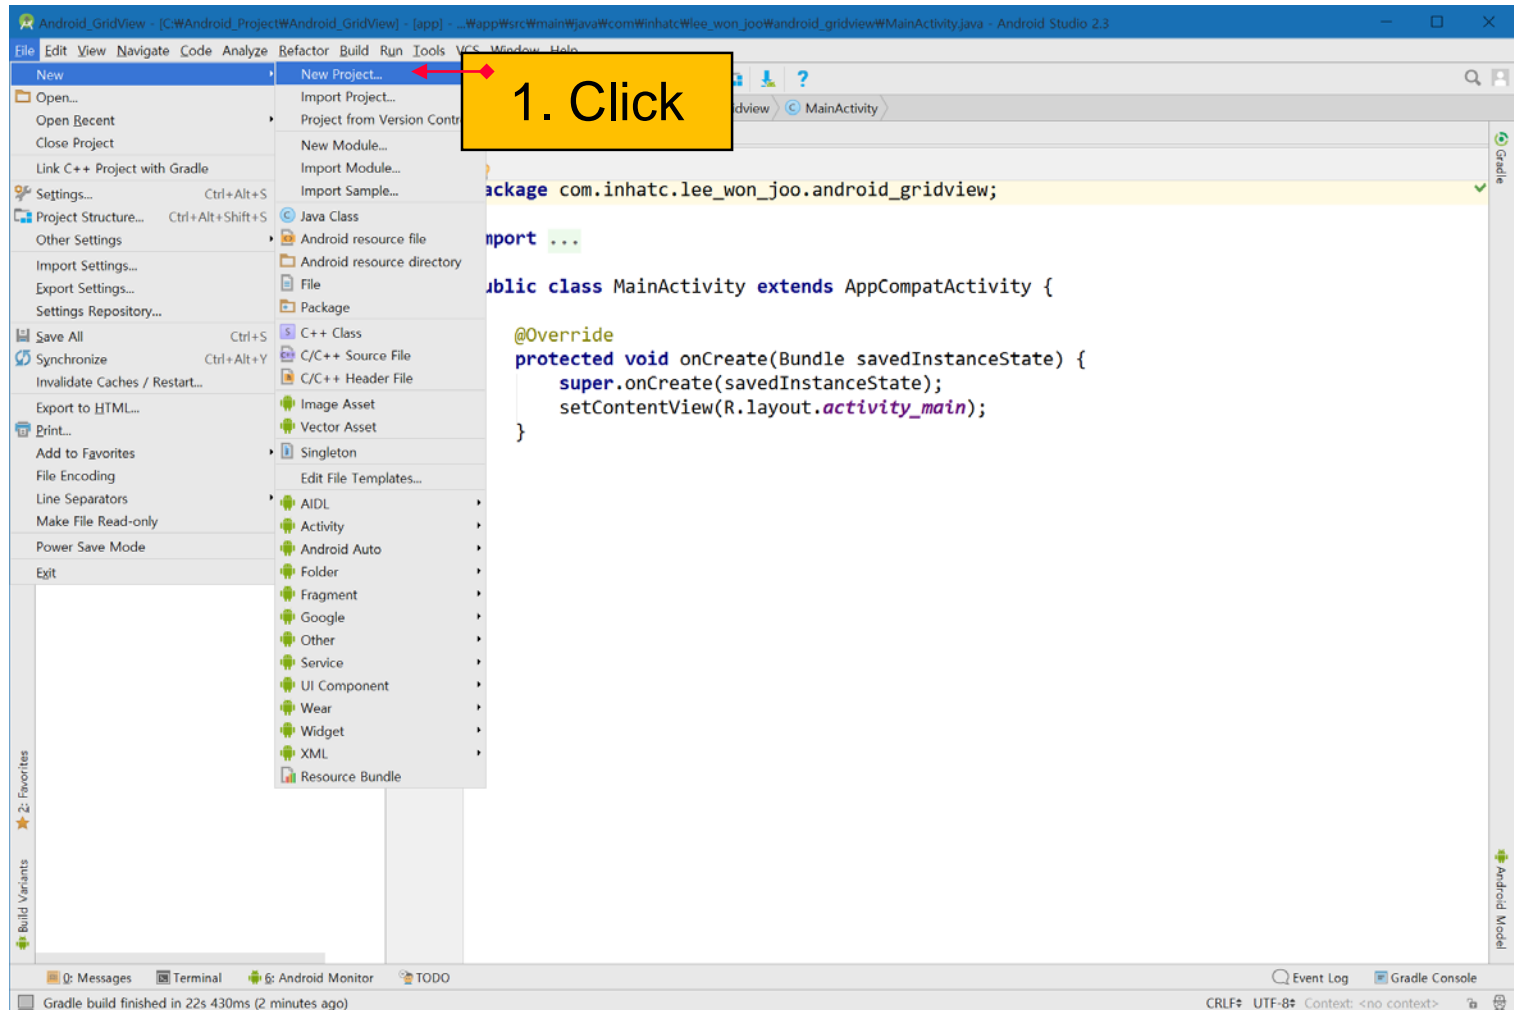 Android_GridView - [C:₩Android_Project₩Android_GridView] - [app] - ...₩app₩src₩main₩java₩com₩inhatc₩lee_won_joo₩android_gridview₩MainActivity.java - Android Studio 2.3
File Edit View Navigate Code Analyze Refactor Build Run Tools VCS Window Help
New
Open...
Open Recent
Close Project
Link C++ Project with Gradle
Settings... Ctrl+Alt+S
Project Structure... Ctrl+Alt+Shift+S
Other Settings
Import Settings...
Export Settings...
Settings Repository...
Save All Ctrl+S
Synchronize Ctrl+Alt+Y
Invalidate Caches / Restart...
Export to HTML...
Print...
Add to Favorites
File Encoding
Line Separators
Make File Read-only
Power Save Mode
Exit
New Project...
Import Project...
Project from Version Contr
New Module...
Import Module...
Import Sample...
Java Class
Android resource file
Android resource directory
File
Package
C++ Class
C/C++ Source File
C/C++ Header File
Image Asset
Vector Asset
Singleton
Edit File Templates...
AIDL
Activity
Android Auto
Folder
Fragment
Google
Other
Service
UI Component
Wear
Widget
XML
Resource Bundle
1. Click
idview MainActivity
ackage com.inhatc.lee_won_joo.android_gridview;
mport ...
ublic class MainActivity extends AppCompatActivity {
@Override
protected void onCreate(Bundle savedInstanceState) {
super.onCreate(savedInstanceState);
setContentView(R.layout.activity_main);
}
Gradle
Android Model
2: Favorites
Build Variants
0: Messages Terminal 6: Android Monitor TODO
Event Log Gradle Console
Gradle build finished in 22s 430ms (2 minutes ago)
CRLF UTF-8 Context: <no context>